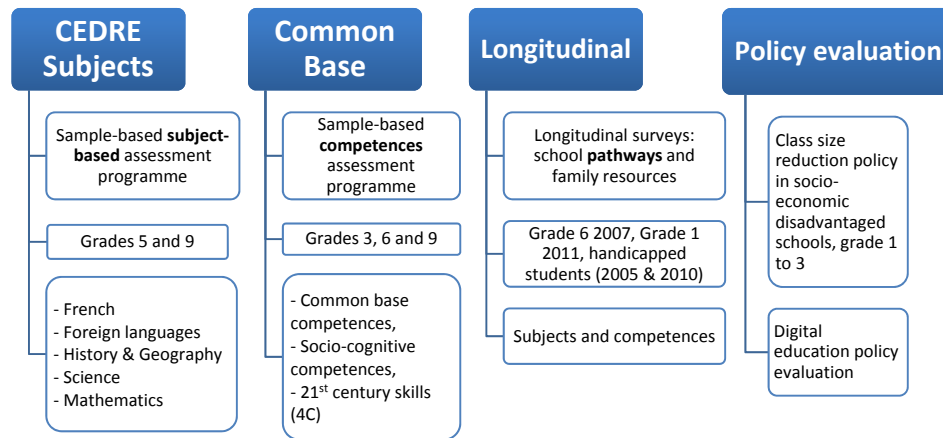 CEDRE
Subjects
Sample-based subject-
based assessment
programme
Grades 5 and 9
- French
- Foreign languages
- History & Geography
- Science
- Mathematics
Common
Base
Sample-based
competences
assessment
programme
Grades 3, 6 and 9
- Common base
competences,
- Socio-cognitive
competences,
- 21st century skills
(4C)
Longitudinal
Longitudinal surveys:
school pathways and
family resources
Grade 6 2007, Grade 1
2011, handicapped
students (2005 & 2010)
Subjects and competences
Policy evaluation
Class size
reduction policy
in socio-
economic
disadvantaged
schools, grade 1
to 3
Digital
education policy
evaluation